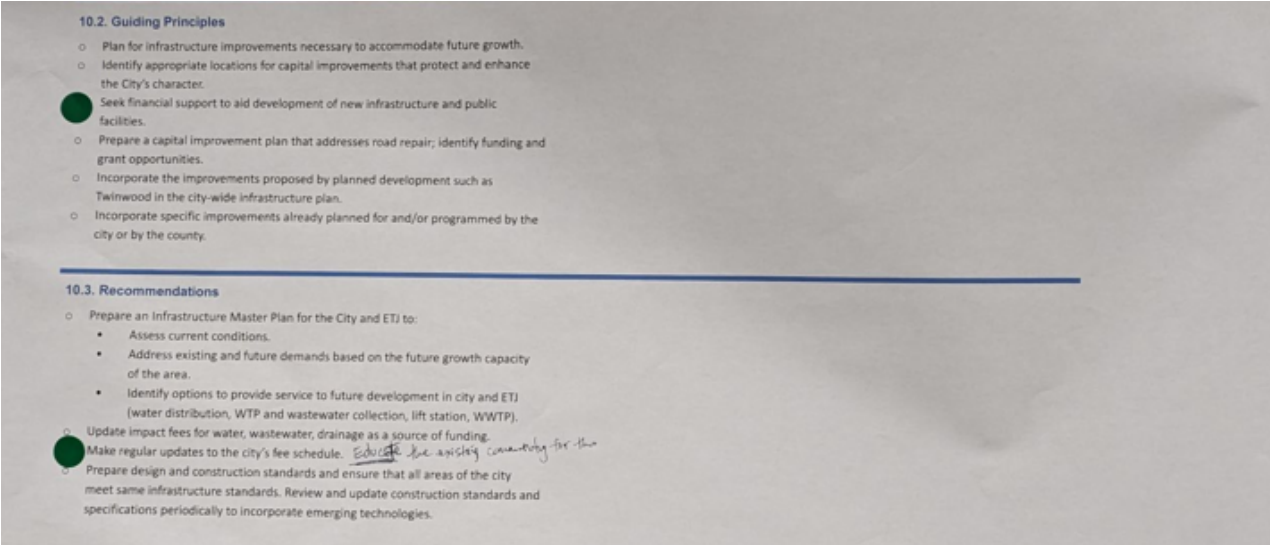 10.2. Guiding Principles
○ Plan for infrastructure improvements necessary to accommodate future growth.
○ Identify appropriate locations for capital improvements that protect and enhance
the City's character.
Seek financial support to aid development of new infrastructure and public
facilities.
○ Prepare a capital improvement plan that addresses road repair; identify funding and
grant opportunities.
○ Incorporate the improvements proposed by planned development such as
Twinwood in the city-wide infrastructure plan.
○ Incorporate specific improvements already planned for and/or programmed by the
city or by the county.
10.3. Recommendations
○ Prepare an Infrastructure Master Plan for the City and ETJ to:
• Assess current conditions.
• Address existing and future demands based on the future growth capacity
of the area.
• Identify options to provide service to future development in city and ETJ
(water distribution, WTP and wastewater collection, lift station, WWTP).
○ Update impact fees for water, wastewater, drainage as a source of funding.
Make regular updates to the city's fee schedule. Educate the existing community for this
○ Prepare design and construction standards and ensure that all areas of the city
meet same infrastructure standards. Review and update construction standards and
specifications periodically to incorporate emerging technologies.